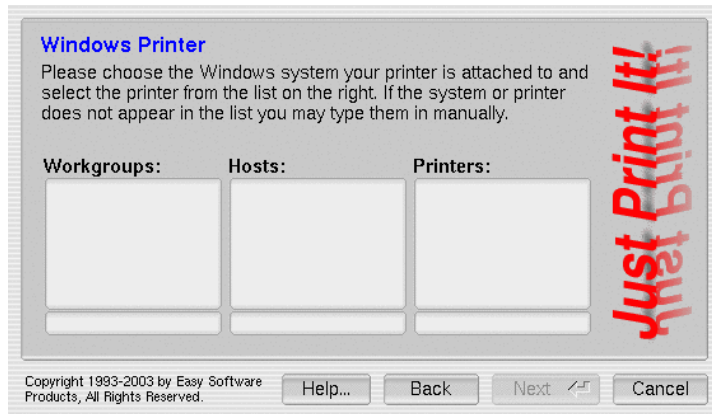 Windows Printer
Please choose the Windows system your printer is attached to and
select the printer from the list on the right. If the system or printer
does not appear in the list you may type them in manually.
Workgroups: Hosts: Printers:
Just Print It!
Copyright 1993-2003 by Easy Software
Products, All Rights Reserved.
Help... Back Next Cancel